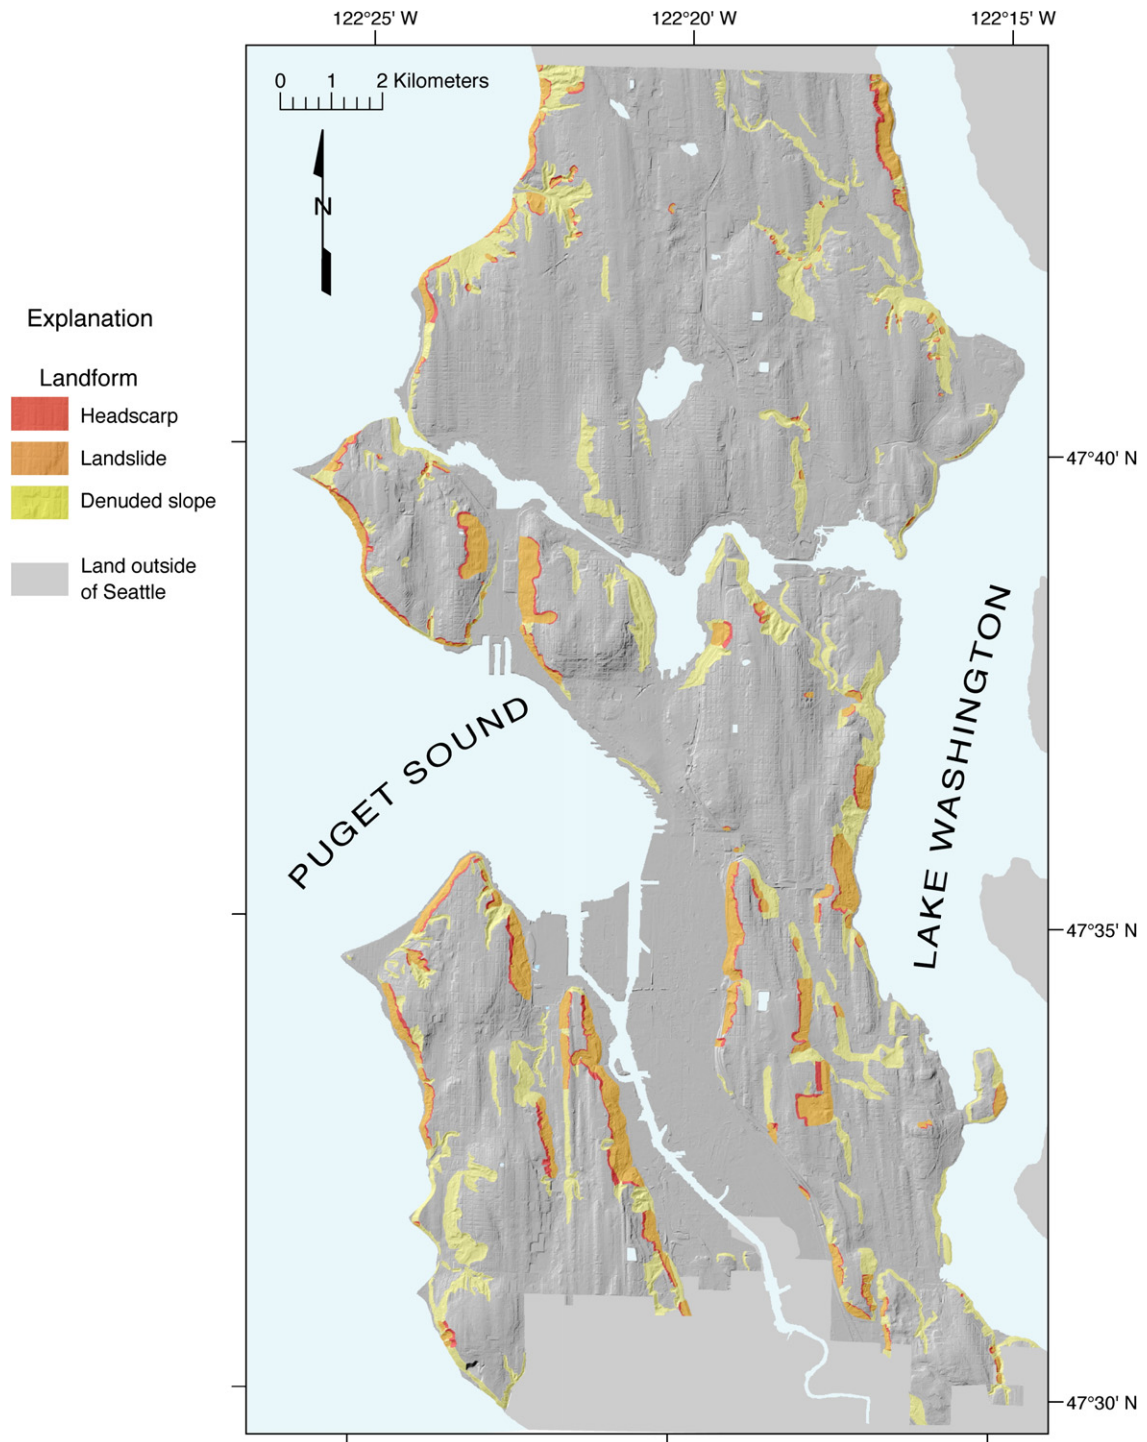 122°25' W
122°20' W
122°15' W
0 1 2 Kilometers
N
Explanation
Landform
Headscarp
Landslide
Denuded slope
Land outside
of Seattle
47°40' N
PUGET SOUND
LAKE WASHINGTON
47°35' N
47°30' N